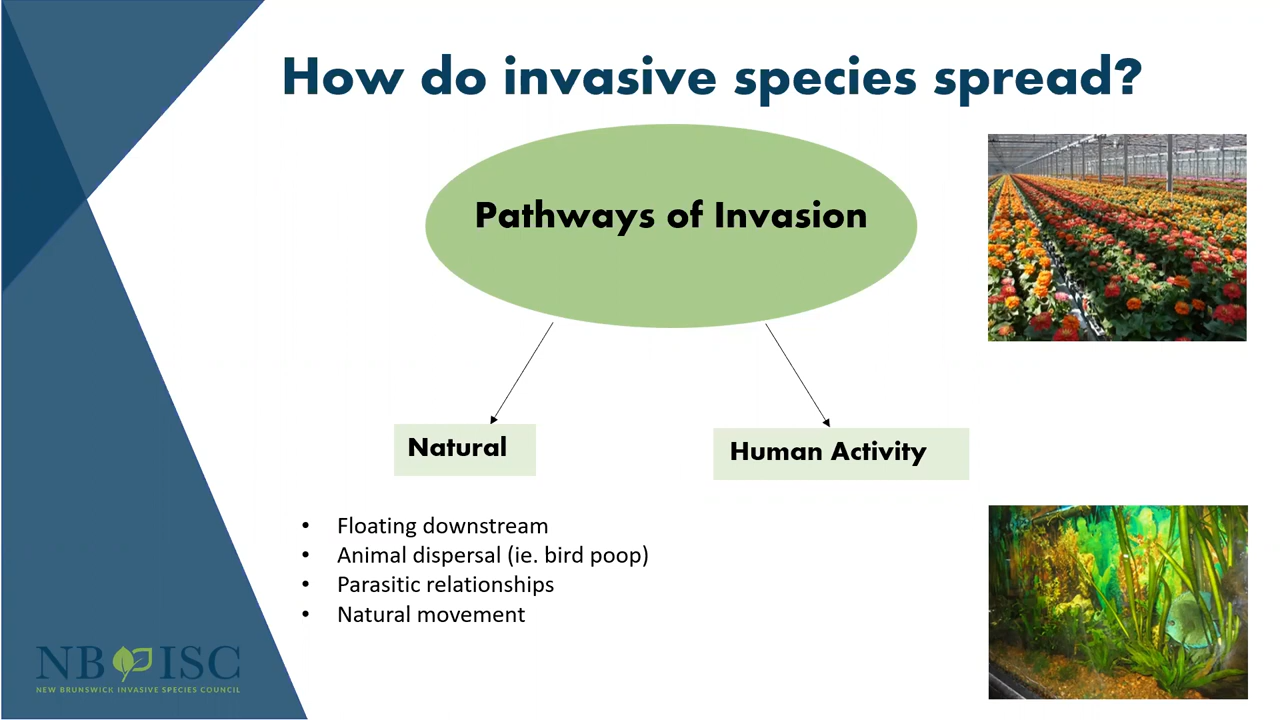 How do invasive species spread?
Pathways of Invasion
Natural
Human Activity
• Floating downstream
• Animal dispersal (ie. bird poop)
• Parasitic relationships
• Natural movement
NB ISC
NEW BRUNSWICK INVASIVE SPECIES COUNCIL